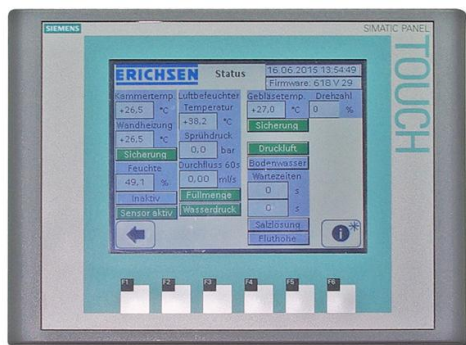 SIEMENS
SIMATIC PANEL
TOUCH
ERICHSEN
Status
16.06.2015 13:54:49
Firmware: 618 V 29
Kammertemp.
+26,5 °C
Wandheizung
+26,5 °C
Sicherung
Feuchte
49,1 %
Inaktiv
Sensor aktiv
Luftbefeuchter
Temperatur
+38,2 °C
Sprühdruck
0,0 bar
Durchfluss 60s
0,00 ml/s
Füllmenge
Wasserdruck
Gebläsetemp.
+27,0 °C
Sicherung
Drehzahl
0 %
Druckluft
Bodenwasser
Wartezeiten
0 s
0 s
Salzlösung
Fluthöhe
F1
F2
F3
F4
F5
F6